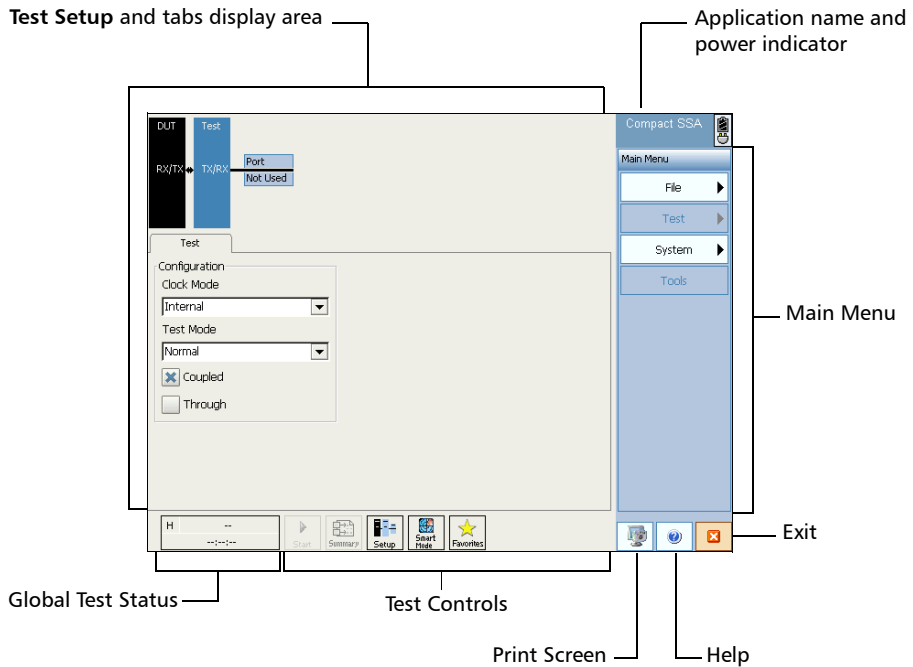 Test Setup and tabs display area
Application name and
power indicator
DUT
Test
RX/TX
TX/RX
Port
Not Used
Compact SSA
Main Menu
File
Test
System
Tools
Test
Configuration
Clock Mode
Internal
Test Mode
Normal
Coupled
Through
Main Menu
H --
--:--:--
Start
Summary
Setup
Smart
Mode
Favorites
Exit
Global Test Status
Test Controls
Print Screen
Help